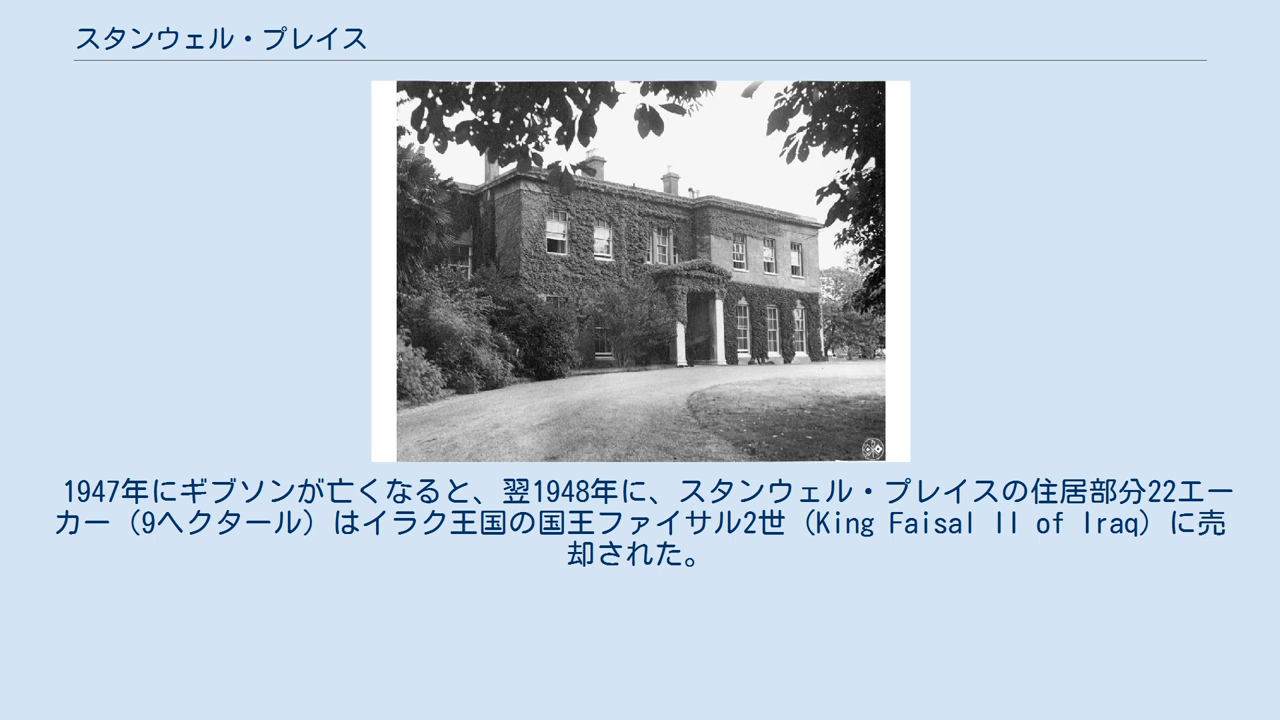 スタンウェル・プレイス
1947年にギブソンが亡くなると、翌1948年に、スタンウェル・プレイスの住居部分22エー
カー（9ヘクタール）はイラク王国の国王ファイサル2世（King Faisal II of Iraq）に売
却された。